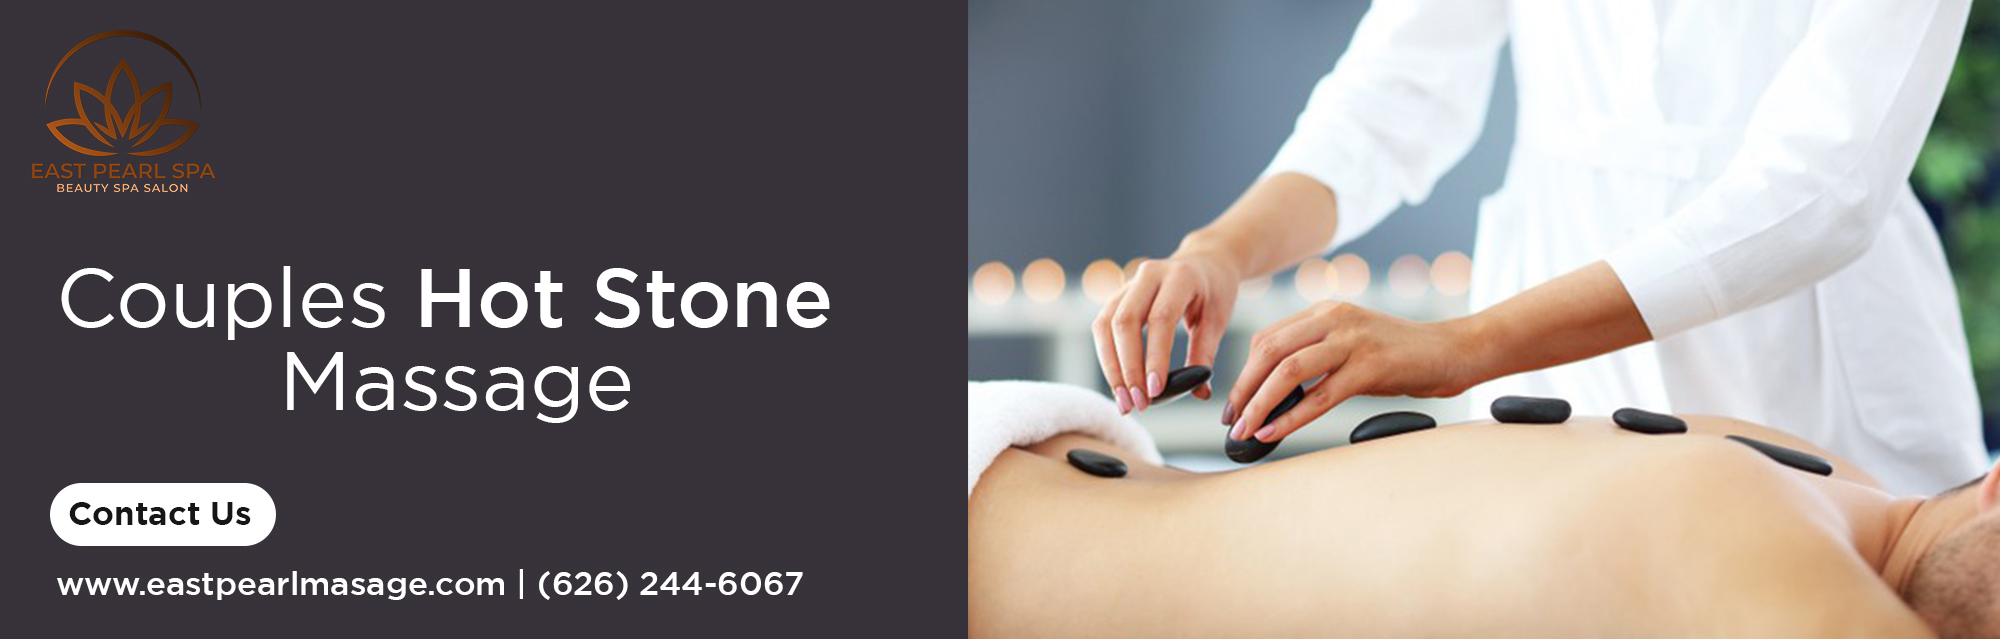 EAST PEARL SPA
BEAUTY SPA SALON
Couples Hot Stone
Massage
Contact Us
www.eastpearlmasage.com | (626) 244-6067